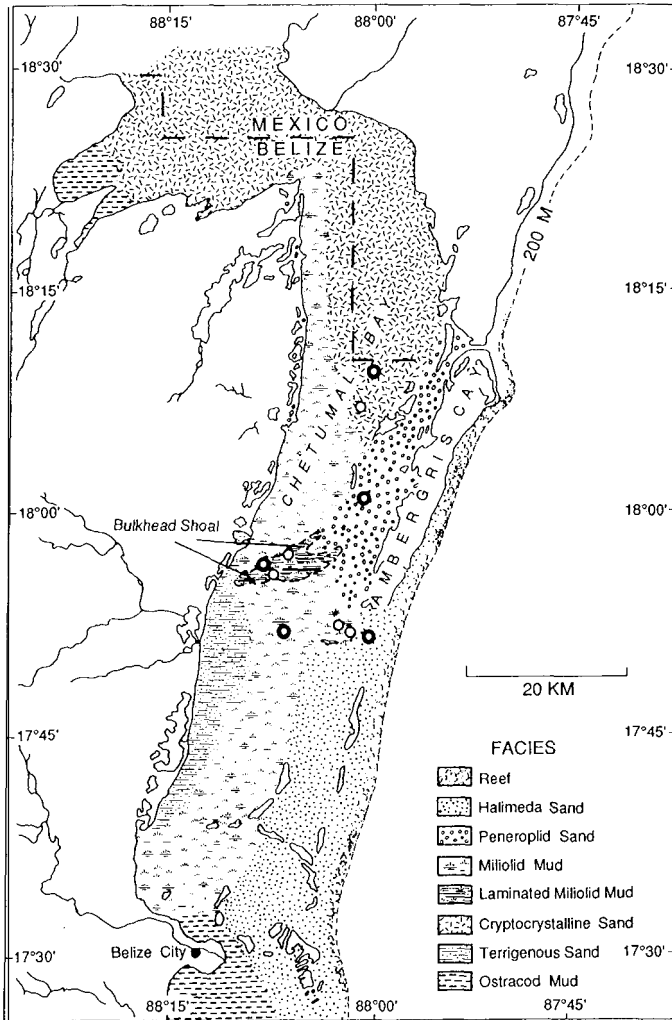 88°15' 88°00' 87°45'
18°30' 18°30'
MEXICO
BELIZE
200 M
18°15' 18°15'
CHETUMAL BAY
AMBERGRIS CAY
18°00' 18°00'
Bulkhead Shoal
20 KM
17°45' 17°45'
FACIES
Reef
Halimeda Sand
Peneroplid Sand
Miliolid Mud
Laminated Miliolid Mud
Cryptocrystalline Sand
Terrigenous Sand
Ostracod Mud
17°30' 17°30'
Belize City
88°15' 88°00' 87°45'